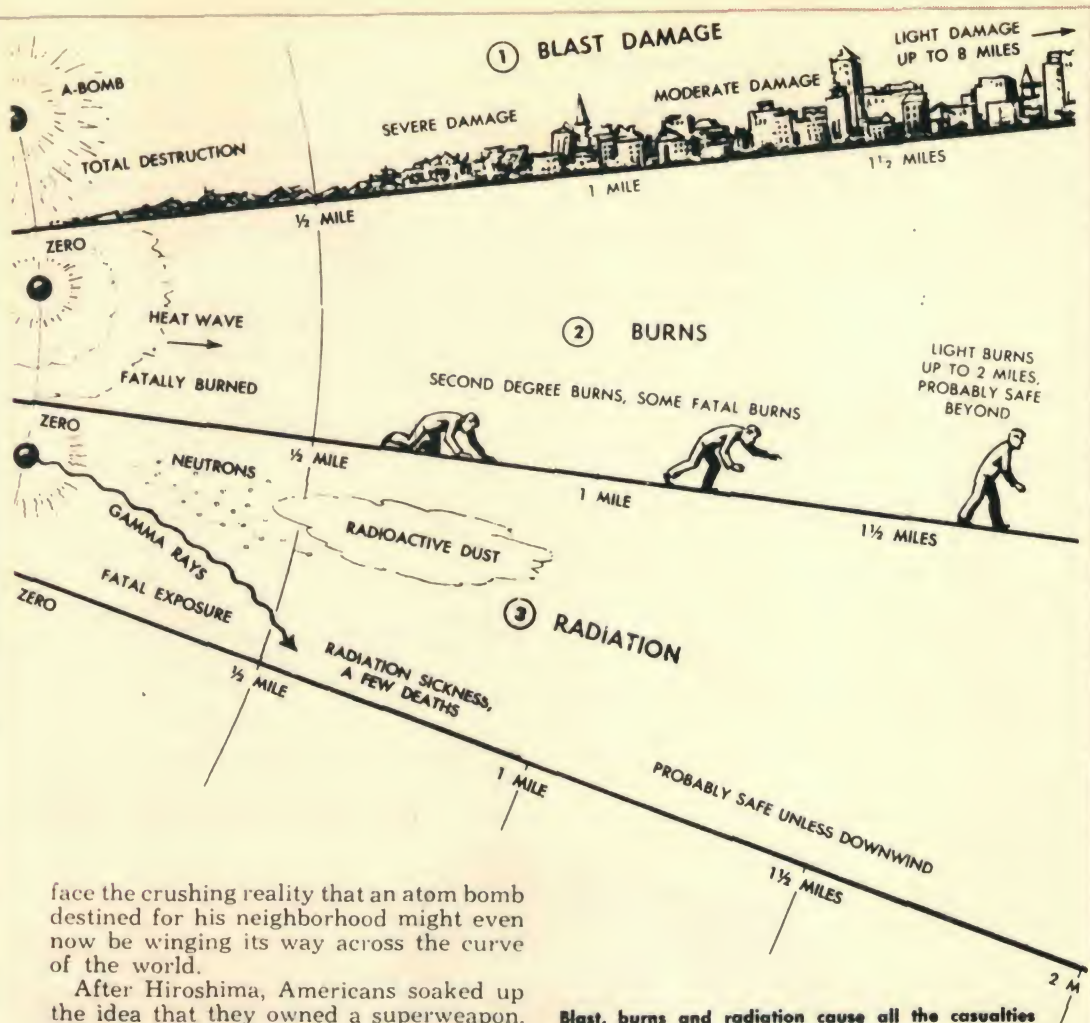 ① BLAST DAMAGE
LIGHT DAMAGE
UP TO 8 MILES
A-BOMB
TOTAL DESTRUCTION
SEVERE DAMAGE
MODERATE DAMAGE
ZERO
½ MILE
1 MILE
1½ MILES
② BURNS
HEAT WAVE
FATALLY BURNED
SECOND DEGREE BURNS, SOME FATAL BURNS
LIGHT BURNS
UP TO 2 MILES,
PROBABLY SAFE
BEYOND
ZERO
½ MILE
1 MILE
1½ MILES
NEUTRONS
RADIOACTIVE DUST
GAMMA RAYS
③ RADIATION
FATAL EXPOSURE
RADIATION SICKNESS,
A FEW DEATHS
PROBABLY SAFE UNLESS DOWNWIND
ZERO
½ MILE
1 MILE
1½ MILES
2 M
face the crushing reality that an atom bomb
destined for his neighborhood might even
now be winging its way across the curve
of the world.
After Hiroshima, Americans soaked up
the idea that they owned a superweapon,
Blast, burns and radiation cause all the casualties